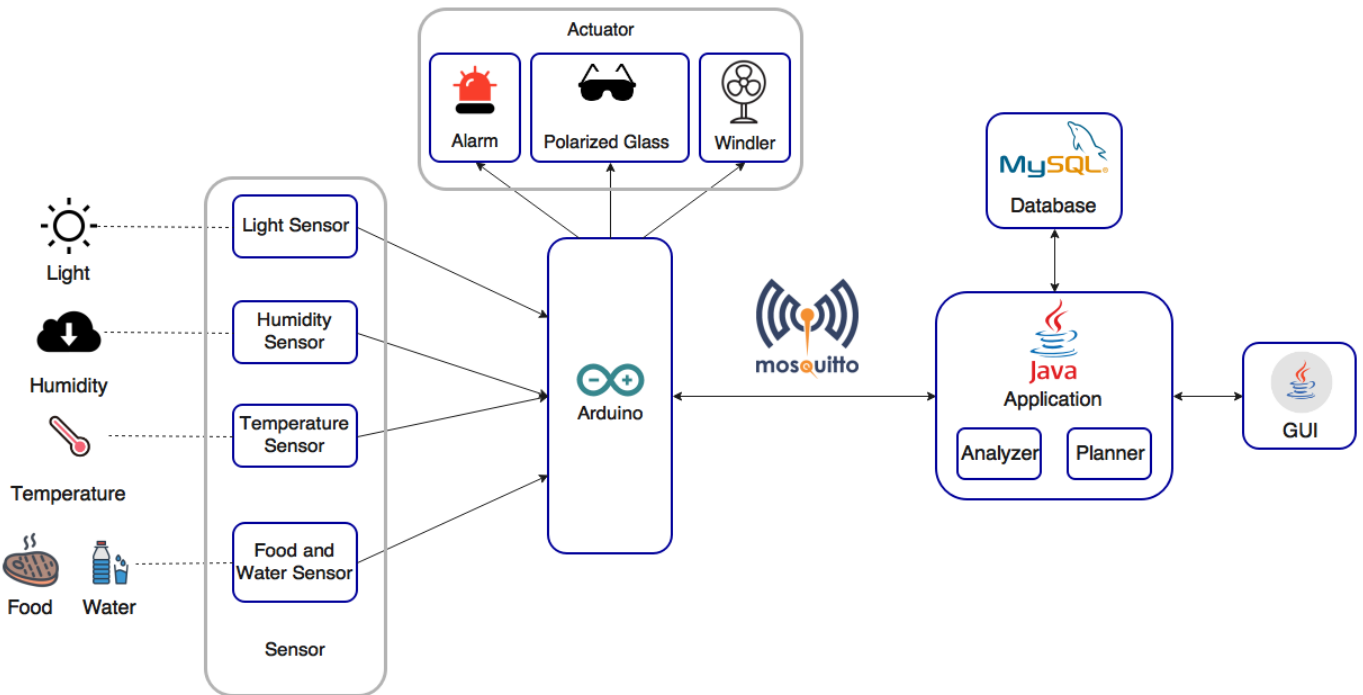 Actuator
Alarm
Polarized Glass
Windler
MySQL®
Database
Light Sensor
Light
Humidity
Sensor
Humidity
mosquitto
Java
Application
Arduino
GUI
Temperature
Sensor
Analyzer
Planner
Temperature
Food and
Water Sensor
Food
Water
Sensor